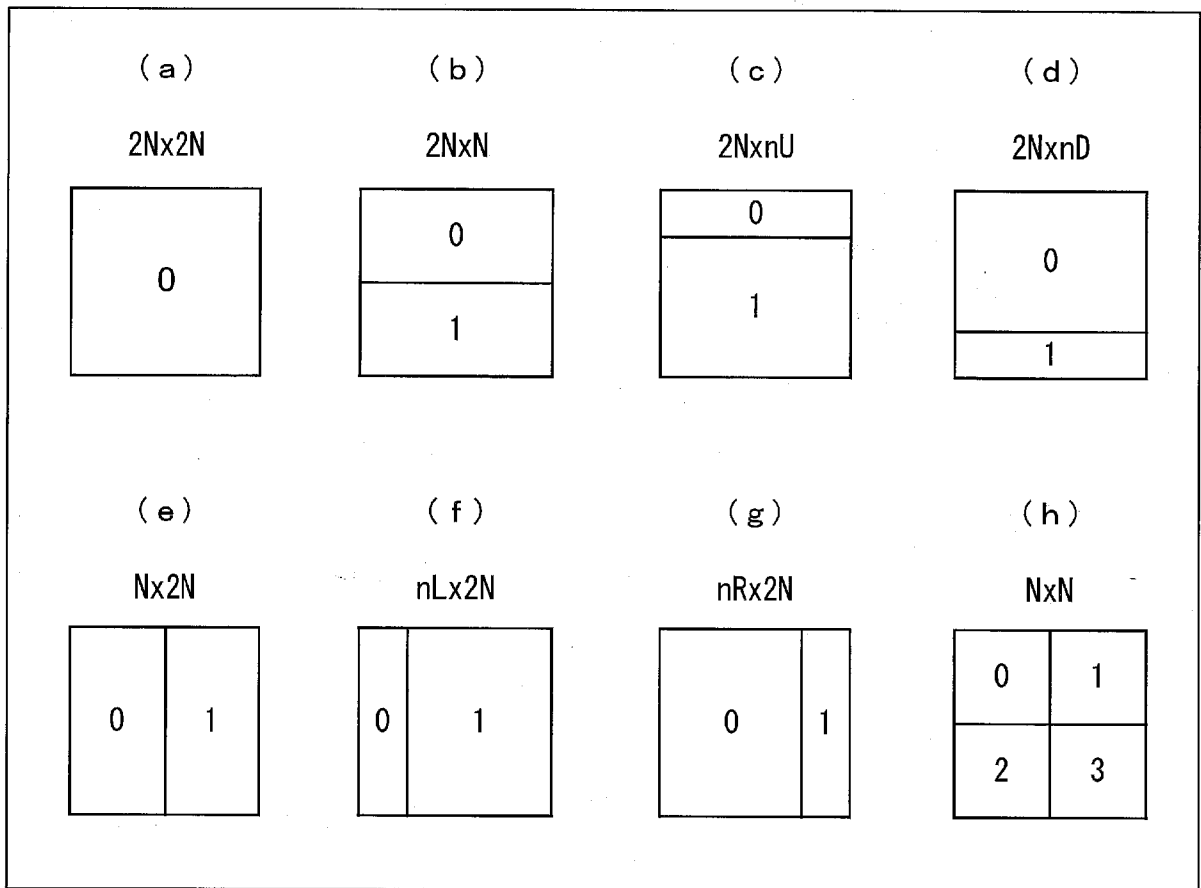 (a) (b) (c) (d)
2Nx2N 2NxN 2NxnU 2NxnD
0 0 0 0
1 1 1
(e) (f) (g) (h)
Nx2N nLx2N nRx2N NxN
0 1 0 1 0 1 0 1
2 3